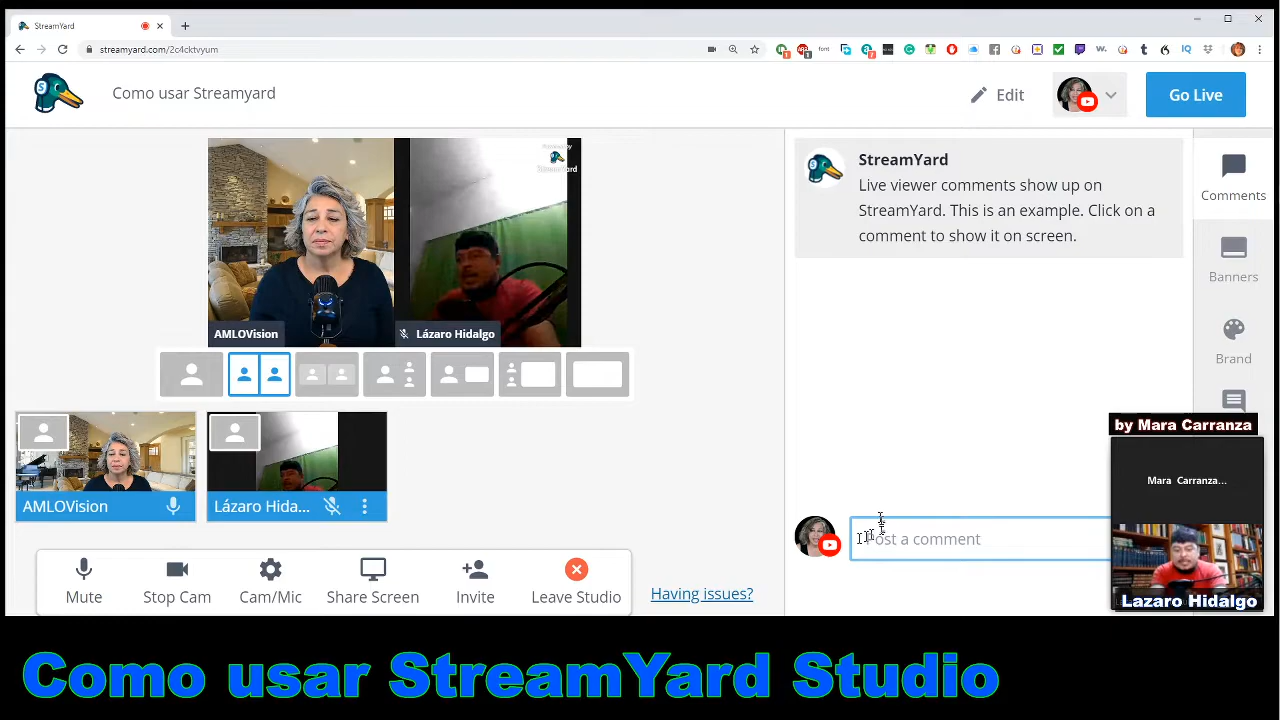 StreamYard
streamyard.com/2c4cktvyum
Como usar Streamyard
Edit
Go Live
StreamYard
Live viewer comments show up on
StreamYard. This is an example. Click on a
comment to show it on screen.
Comments
Banners
Brand
StreamYard
AMLOVision
Lázaro Hidalgo
AMLOVision
Lázaro Hida...
Post a comment
by Mara Carranza
Mara Carranza...
Lazaro Hidalgo
Mute
Stop Cam
Cam/Mic
Share Screen
Invite
Leave Studio
Having issues?
Como usar StreamYard Studio